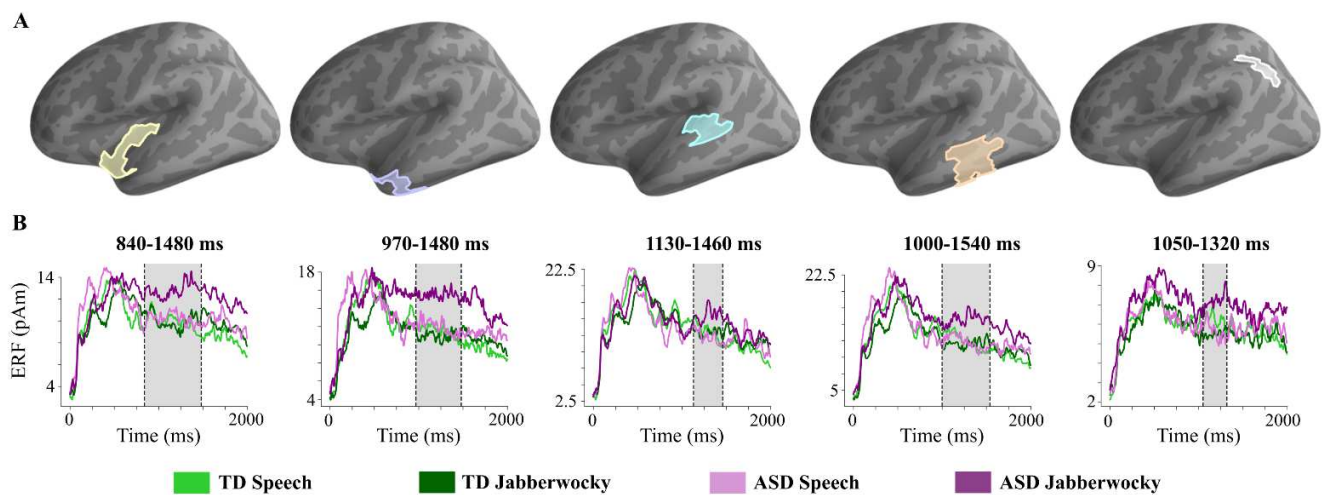 A
B
840-1480 ms
970-1480 ms
1130-1460 ms
1000-1540 ms
1050-1320 ms
ERF (pAm)
14
4
0
2000
Time (ms)
18
4
0
2000
Time (ms)
22.5
2.5
0
2000
Time (ms)
22.5
5
0
2000
Time (ms)
9
2
0
2000
Time (ms)
TD Speech
TD Jabberwocky
ASD Speech
ASD Jabberwocky